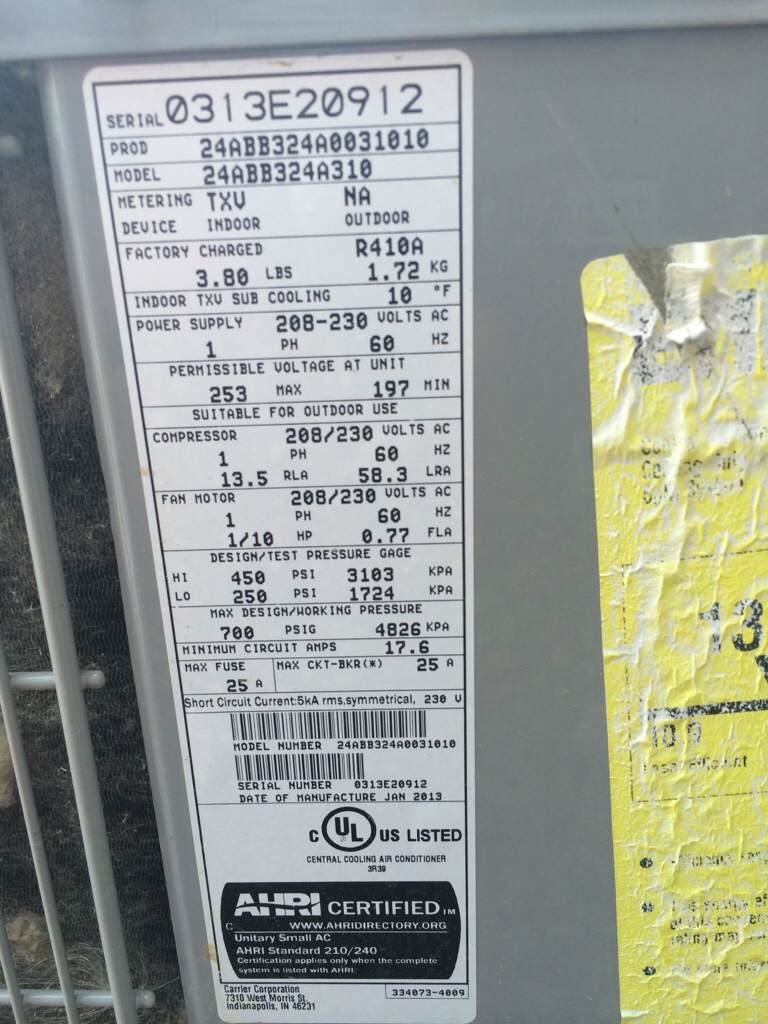 SERIAL 0313E20912
PROD 24ABB324A0031010
MODEL 24ABB324A310
METERING TXV NA
DEVICE INDOOR OUTDOOR
FACTORY CHARGED R410A
3.80 LBS 1.72 KG
INDOOR TXV SUB COOLING 10 °F
POWER SUPPLY 208-230 VOLTS AC
1 PH 60 HZ
PERMISSIBLE VOLTAGE AT UNIT
253 MAX 197 MIN
SUITABLE FOR OUTDOOR USE
COMPRESSOR 208/230 VOLTS AC
1 PH 60 HZ
13.5 RLA 58.3 LRA
FAN MOTOR 208/230 VOLTS AC
1 PH 60 HZ
1/10 HP 0.77 FLA
DESIGN/TEST PRESSURE GAGE
HI 450 PSI 3103 KPA
LO 250 PSI 1724 KPA
MAX DESIGN/WORKING PRESSURE
700 PSIG 4826 KPA
MINIMUM CIRCUIT AMPS 17.6
MAX FUSE MAX CKT-BKR(*) 25 A
25 A
Short Circuit Current:5kA rms,symmetrical, 230 V
MODEL NUMBER 24ABB324A0031010
SERIAL NUMBER 0313E20912
DATE OF MANUFACTURE JAN 2013
C UL US LISTED
CENTRAL COOLING AIR CONDITIONER
3R39
AHRI CERTIFIED TM
C WWW.AHRIDIRECTORY.ORG
Unitary Small AC
AHRI Standard 210/240
Certification applies only when the complete
system is listed with AHRI
Carrier Corporation
7310 West Morris St.
Indianapolis, IN 46231
334073-4009
13
10.9
Least Efficient